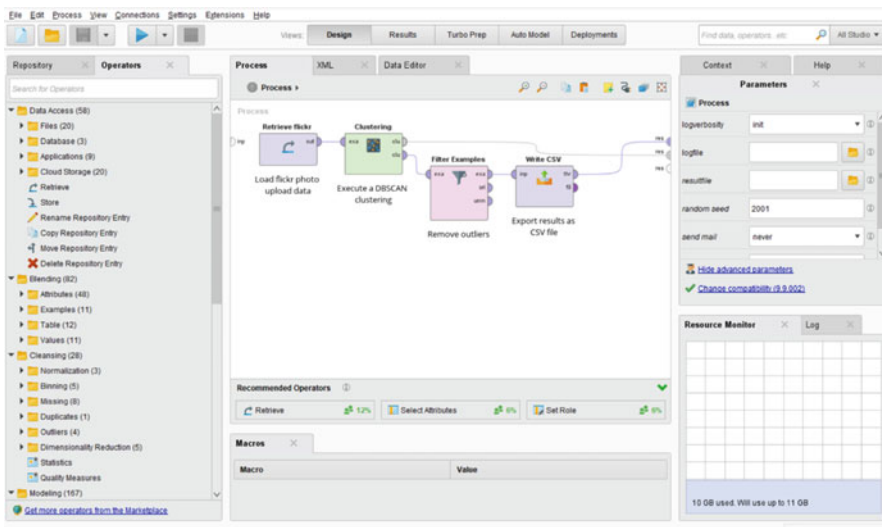 File Edit Process View Connections Settings Extensions Help
Views: Design Results Turbo Prep Auto Model Deployments
Find data, operators...etc
All Studio
Repository
Operators
Search for Operators
Data Access (58)
Files (20)
Database (3)
Applications (9)
Cloud Storage (20)
Retrieve
Store
Rename Repository Entry
Copy Repository Entry
Move Repository Entry
Delete Repository Entry
Blending (82)
Attributes (48)
Examples (11)
Table (12)
Values (11)
Cleansing (28)
Normalization (3)
Binning (5)
Missing (8)
Duplicates (1)
Outliers (4)
Dimensionality Reduction (5)
Statistics
Quality Measures
Modeling (167)
Get more operators from the Marketplace
Process
XML
Data Editor
Process
Process
inp
Retrieve flickr
out
Load flickr photo
upload data
Clustering
exa
clu
clu
Execute a DBSCAN
clustering
Filter Examples
exa
exa
ori
unm
Remove outliers
Write CSV
inp
thr
fil
Export results as
CSV file
res
res
res
Recommended Operators
Retrieve 12%
Select Attributes 6%
Set Role 6%
Macros
Macro Value
Context
Help
Parameters
Process
logverbosity init
logfile
resultfile
random seed 2001
send mail never
Hide advanced parameters
Change compatibility (9.9.002)
Resource Monitor
Log
10 GB used. Will use up to 11 GB